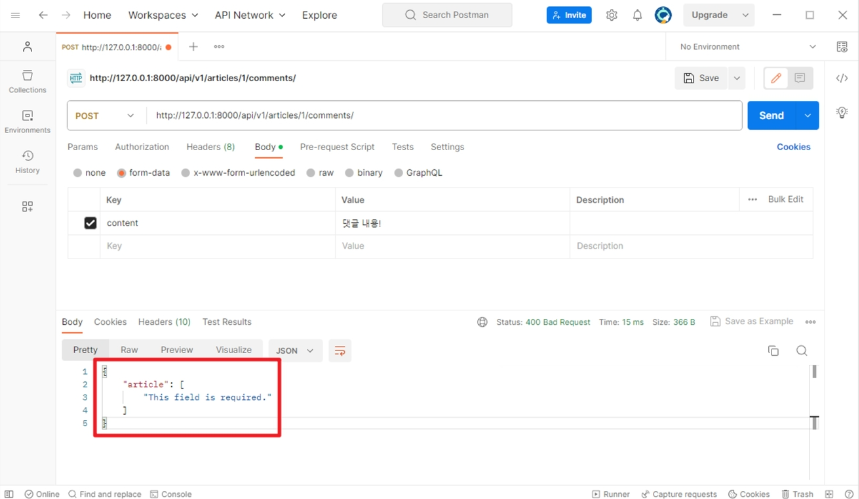 Home Workspaces API Network Explore Search Postman Invite Upgrade
POST http://127.0.0.1:8000/a No Environment
HTTP http://127.0.0.1:8000/api/v1/articles/1/comments/ Save
Collections
POST http://127.0.0.1:8000/api/v1/articles/1/comments/ Send
Environments
Params Authorization Headers (8) Body Pre-request Script Tests Settings Cookies
History
none form-data x-www-form-urlencoded raw binary GraphQL
Key Value Description Bulk Edit
content 댓글 내용!
Key Value Description
Body Cookies Headers (10) Test Results Status: 400 Bad Request Time: 15 ms Size: 366 B Save as Example
Pretty Raw Preview Visualize JSON
1 {
2 "article": [
3 "This field is required."
4 ]
5 }
Online Find and replace Console Runner Capture requests Cookies Trash